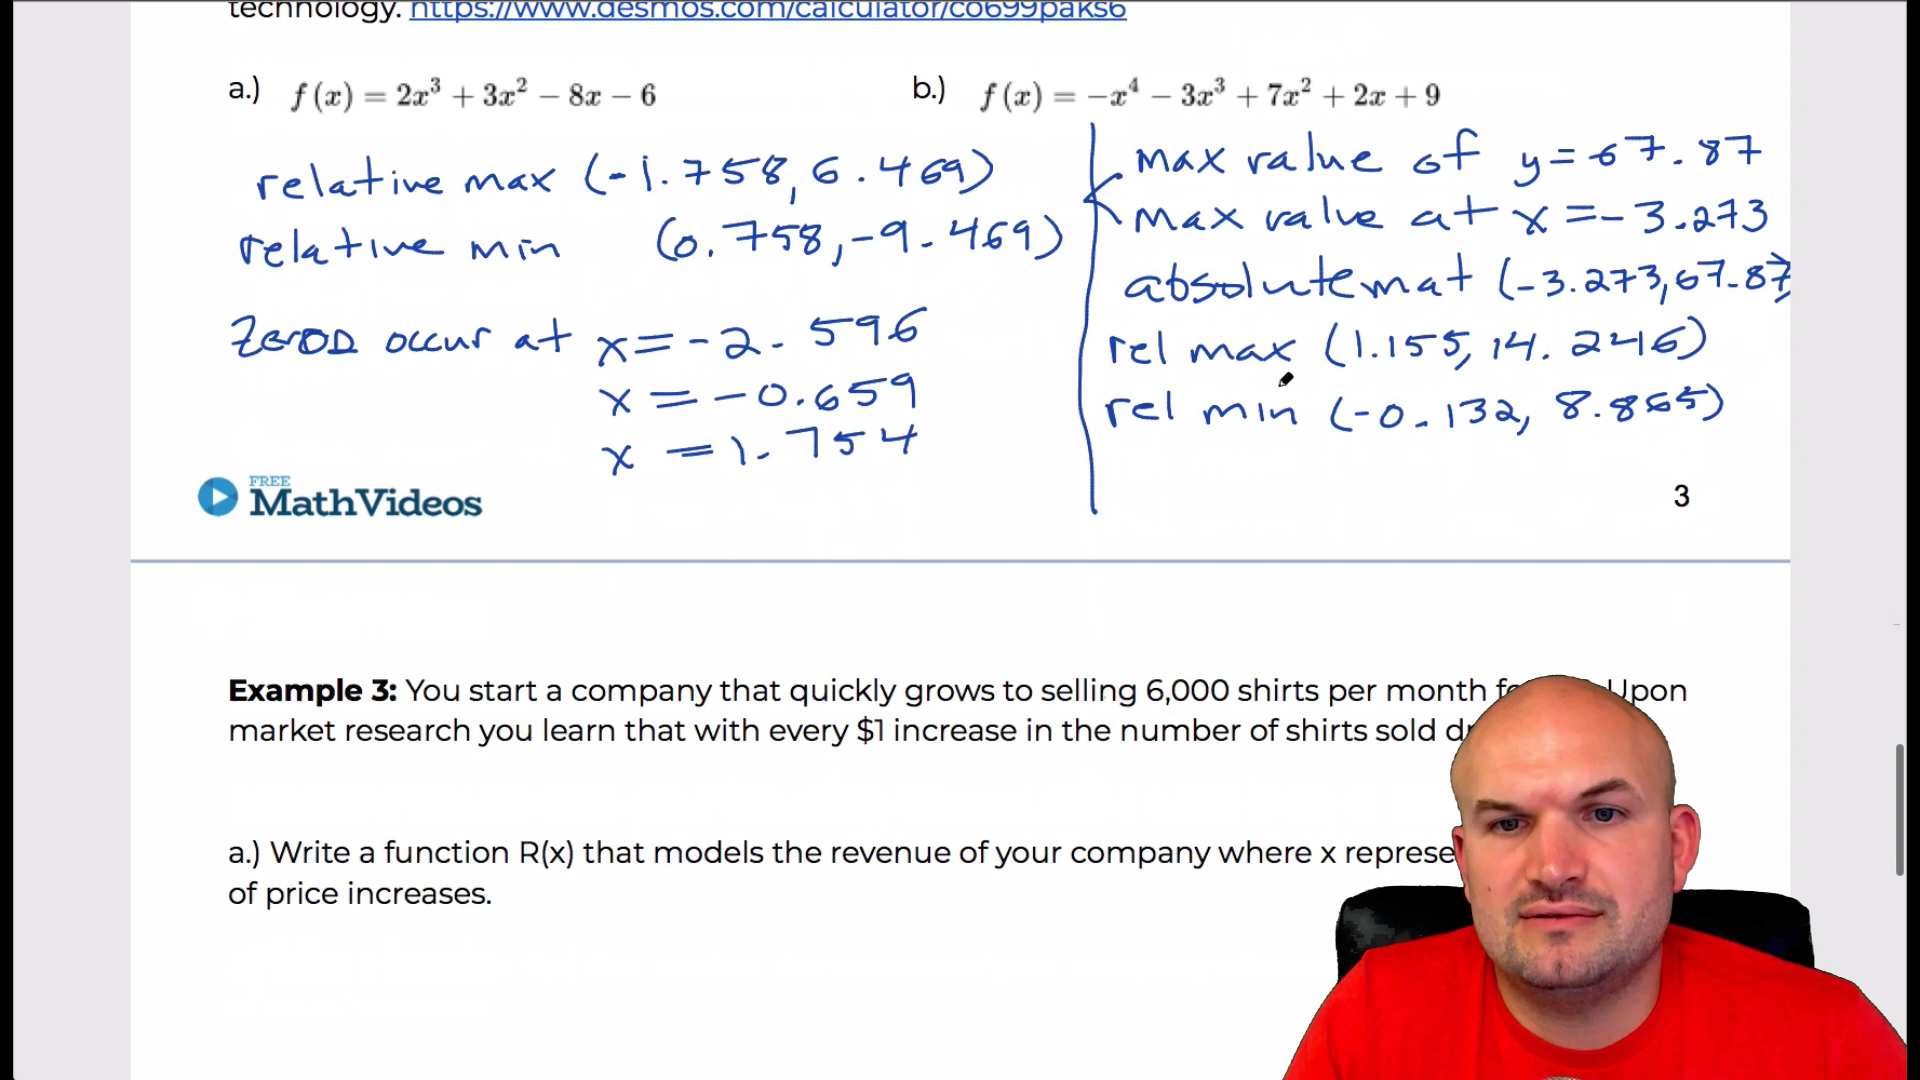 technology. https://www.desmos.com/calculator/co699paks6
a.) f(x) = 2x³ + 3x² − 8x − 6
relative max (-1.758, 6.469)
relative min (0.758, -9.469)
zeros occur at x = -2.596
x = -0.659
x = 1.754
b.) f(x) = −x⁴ − 3x³ + 7x² + 2x + 9
max value of y = 67.87
max value at x = -3.273
absolute mat (-3.273, 67.87)
rel max (1.155, 14.246)
rel min (-0.132, 8.865)
FREE
MathVideos
3
Example 3: You start a company that quickly grows to selling 6,000 shirts per month Upon
market research you learn that with every $1 increase in the number of shirts sold
a.) Write a function R(x) that models the revenue of your company where x
of price increases.